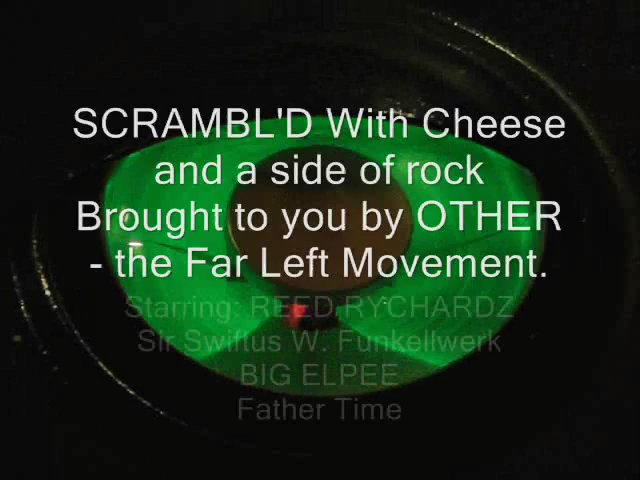 SCRAMBL'D With Cheese
and a side of rock
Brought to you by OTHER
- the Far Left Movement.
Starring: REED RYCHARDZ
Sir Swiftus W. Funkellwerk
BIG ELPEE
Father Time